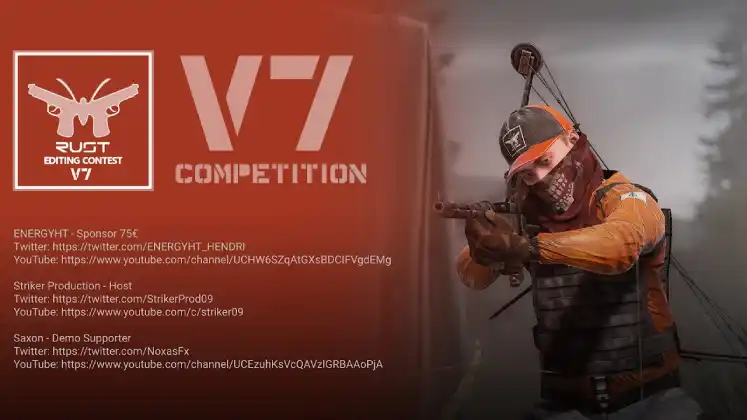 RUST
EDITING CONTEST
V7
V7
COMPETITION
ENERGYHT - Sponsor 75€
Twitter: https://twitter.com/ENERGYHT_HENDRI
YouTube: https://www.youtube.com/channel/UCHW6SZqAtGXsBDCIFVgdEMg
Striker Production - Host
Twitter: https://twitter.com/StrikerProd09
YouTube: https://www.youtube.com/c/striker09
Saxon - Demo Supporter
Twitter: https://twitter.com/NoxasFx
YouTube: https://www.youtube.com/channel/UCEzuhKsVcQAVzlGRBAAoPjA